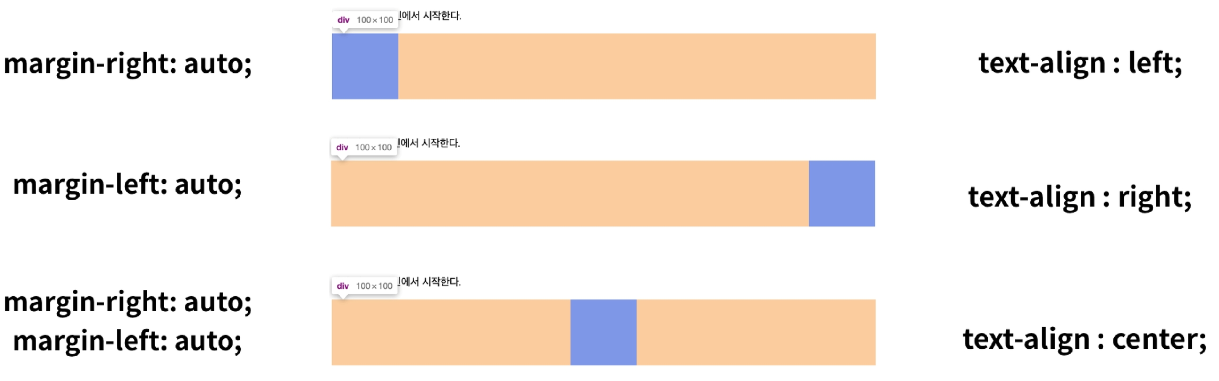 div 100 × 100 에서 시작한다.
margin-right: auto;
text-align : left;
div 100 × 100 에서 시작한다.
margin-left: auto;
text-align : right;
div 100 × 100 에서 시작한다.
margin-right: auto;
margin-left: auto;
text-align : center;